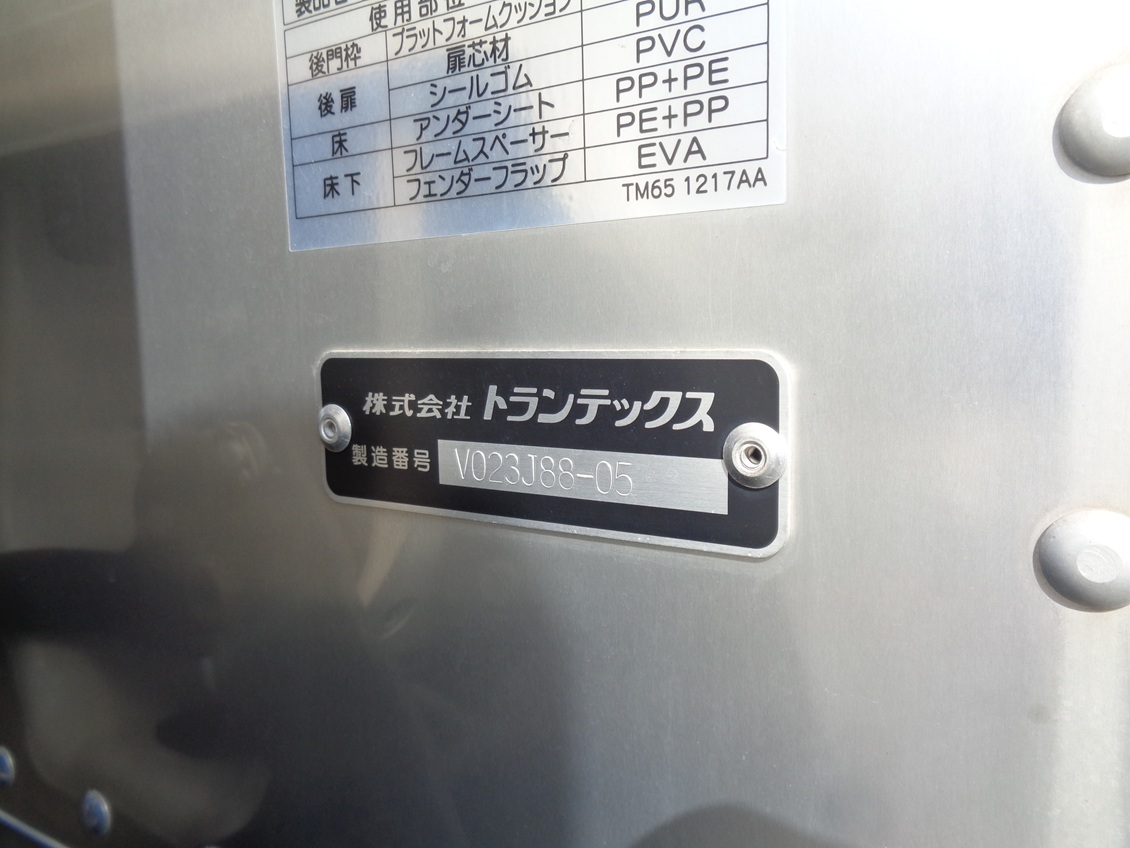 使用部位
プラットフォームクッション PUR
後門枠 扉芯材 PVC
後扉 シールゴム PP+PE
アンダーシート PE+PP
床 フレームスペーサー EVA
床下 フェンダーフラップ
TM65 1217AA
株式会社 トランテックス
製造番号 V023J88-05